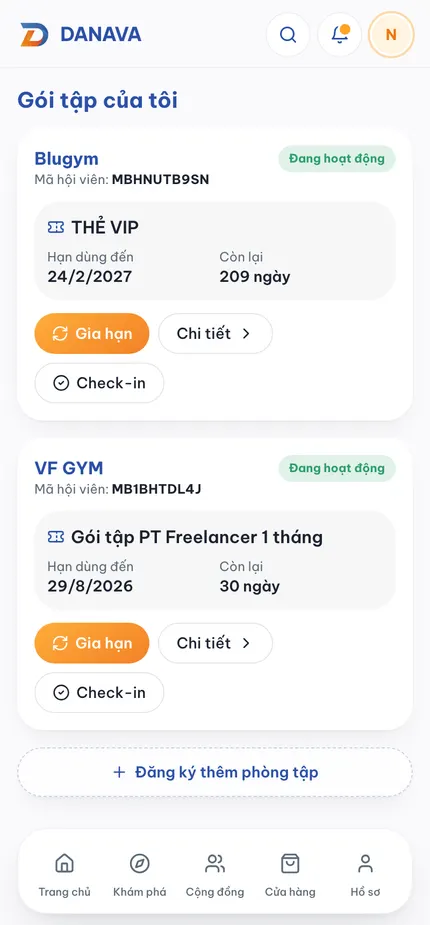 DANAVA
N
Gói tập của tôi
Blugym
Đang hoạt động
Mã hội viên: MBHNUTB9SN
THẺ VIP
Hạn dùng đến
Còn lại
24/2/2027
209 ngày
Gia hạn
Chi tiết
Check-in
VF GYM
Đang hoạt động
Mã hội viên: MB1BHTDL4J
Gói tập PT Freelancer 1 tháng
Hạn dùng đến
Còn lại
29/8/2026
30 ngày
Gia hạn
Chi tiết
Check-in
+ Đăng ký thêm phòng tập
Trang chủ
Khám phá
Cộng đồng
Cửa hàng
Hồ sơ